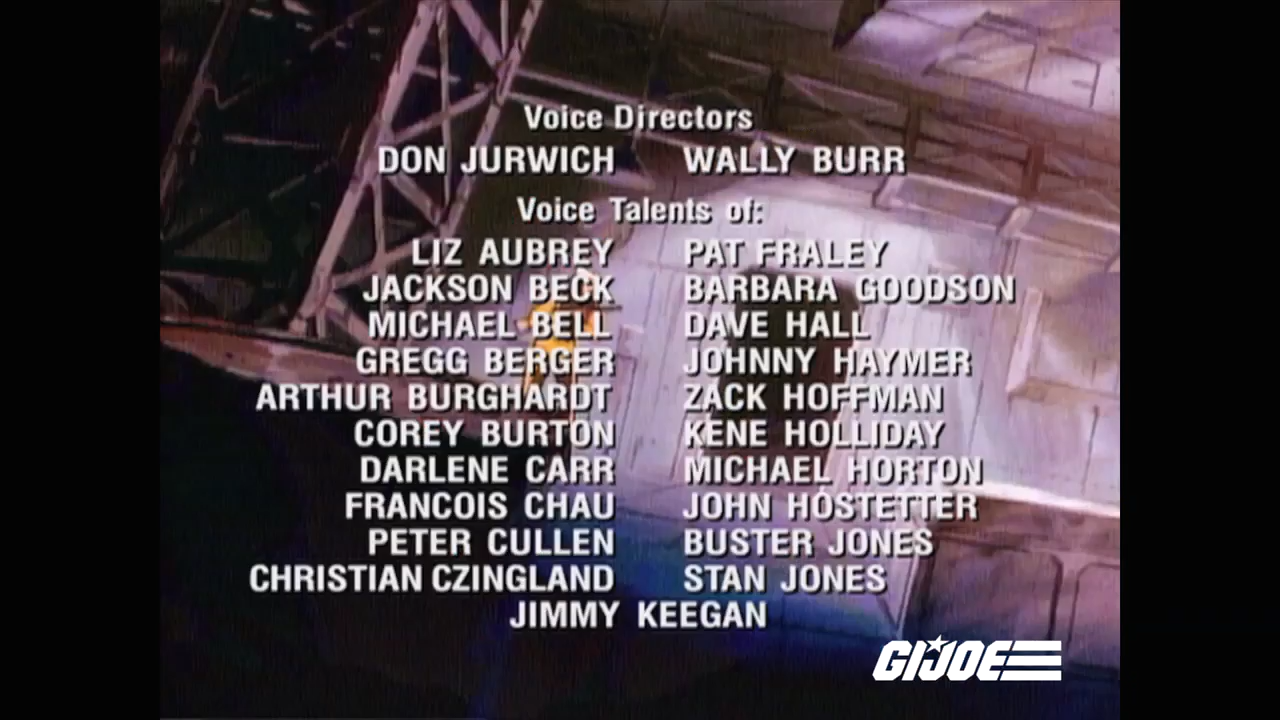 Voice Directors
DON JURWICH WALLY BURR
Voice Talents of:
LIZ AUBREY PAT FRALEY
JACKSON BECK BARBARA GOODSON
MICHAEL BELL DAVE HALL
GREGG BERGER JOHNNY HAYMER
ARTHUR BURGHARDT ZACK HOFFMAN
COREY BURTON KENE HOLLIDAY
DARLENE CARR MICHAEL HORTON
FRANCOIS CHAU JOHN HOSTETTER
PETER CULLEN BUSTER JONES
CHRISTIAN CZINGLAND STAN JONES
JIMMY KEEGAN
GI JOE